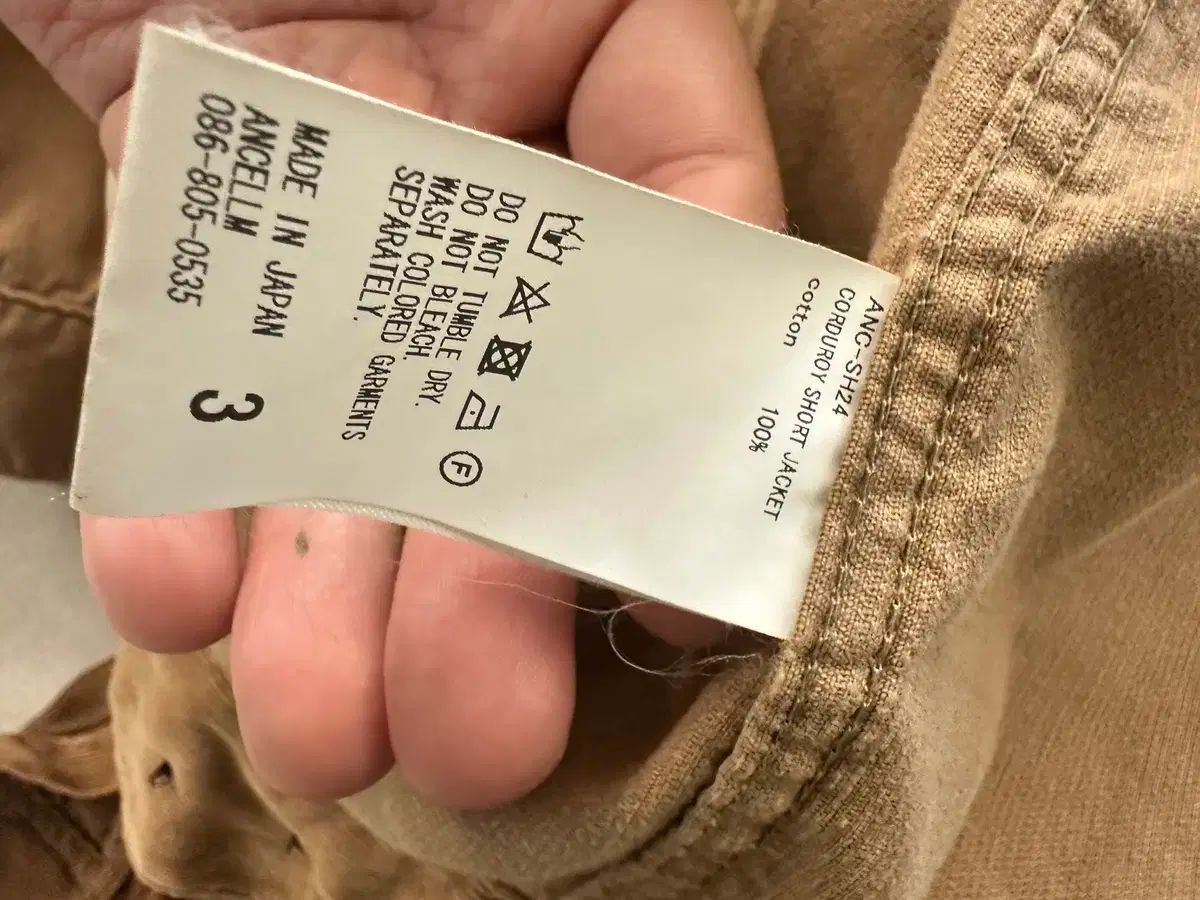 ANC-SH24
CORDUROY SHORT JACKET
cotton 100%
F
DO NOT TUMBLE DRY.
DO NOT BLEACH.
WASH COLORED GARMENTS
SEPARATELY.
MADE IN JAPAN
ANCELLM
086-805-0535
3